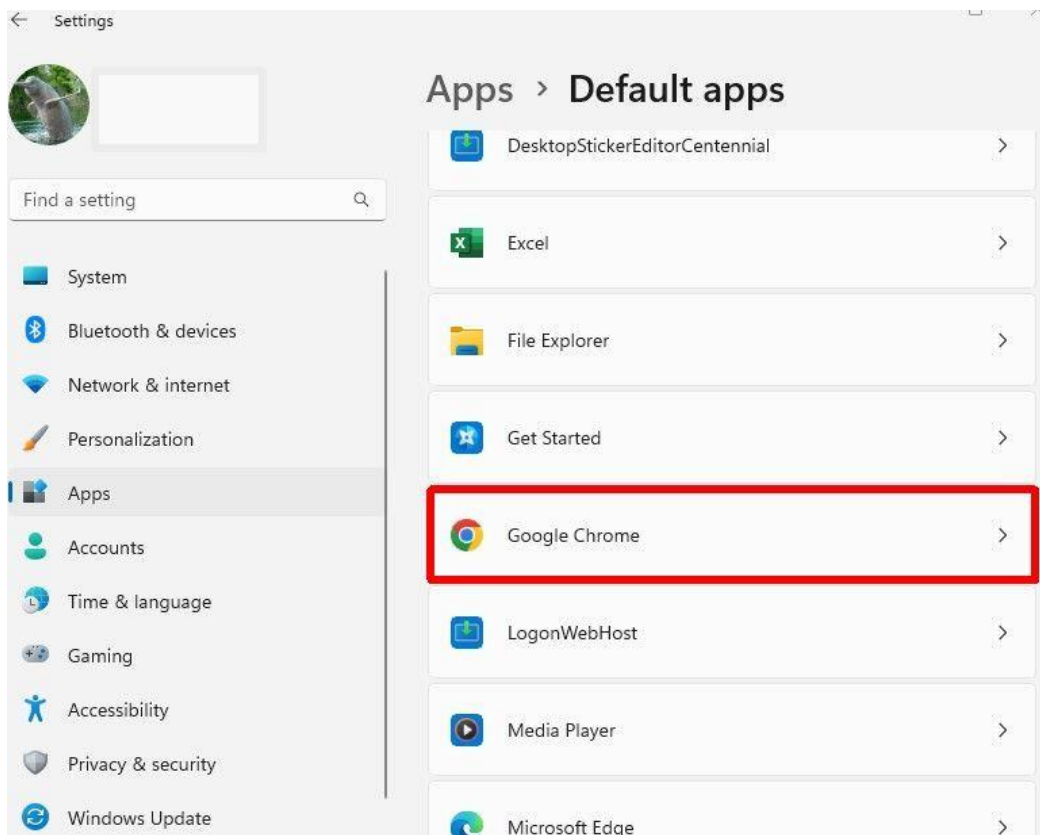 Settings
Apps > Default apps
Find a setting
System
Bluetooth & devices
Network & internet
Personalization
Apps
Accounts
Time & language
Gaming
Accessibility
Privacy & security
Windows Update
DesktopStickerEditorCentennial
Excel
File Explorer
Get Started
Google Chrome
LogonWebHost
Media Player
Microsoft Edge